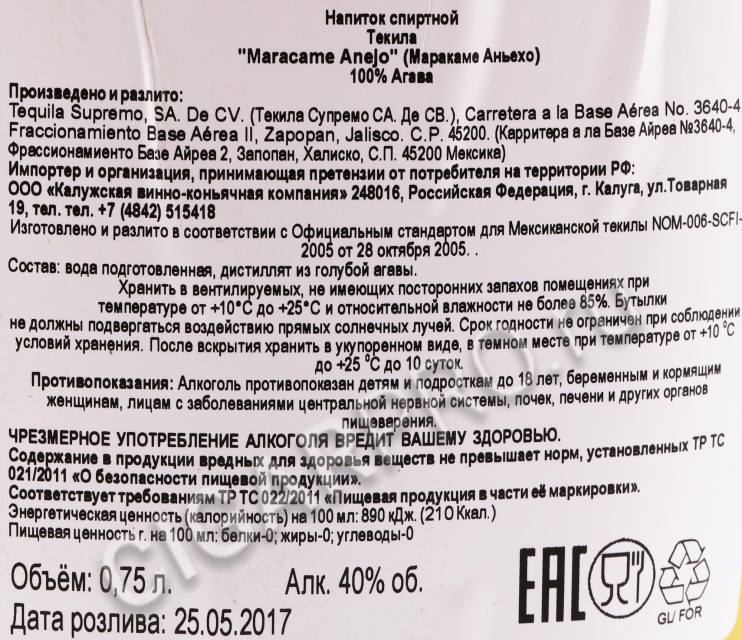 Напиток спиртной
Текила
"Maracame Anejo" (Маракаме Аньехо)
100% Агава
Произведено и разлито:
Tequila Supremo, SA. De CV. (Текила Супремо СА. Де СВ.), Carretera a la Base Aérea No. 3640-4
Fraccionamiento Base Aérea II, Zapopan, Jalisco. C.P. 45200. (Карритера а ла Базе Айреа №3640-4,
Фрассионамиенто Базе Айреа 2, Запопан, Халиско, С.П. 45200 Мексика)
Импортер и организация, принимающая претензии от потребителя на территории РФ:
ООО «Калужская винно-коньячная компания» 248016, Российская Федерация, г. Калуга, ул.Товарная
19, тел. тел. +7 (4842) 515418
Изготовлено и разлито в соответствии с Официальным стандартом для Мексиканской текилы NOM-006-SCFI-
2005 от 28 октября 2005. .
Состав: вода подготовленная, дистиллят из голубой агавы.
Хранить в вентилируемых, не имеющих посторонних запахов помещениях при
температуре от +10°С до +25°С и относительной влажности не более 85%. Бутылки
не должны подвергаться воздействию прямых солнечных лучей. Срок годности не ограничен при соблюдении
условий хранения. После вскрытия хранить в укупоренном виде, в темном месте при температуре от +10 °С
до +25 °С до 10 суток.
Противопоказания: Алкоголь противопоказан детям и подросткам до 18 лет, беременным и кормящим
женщинам, лицам с заболеваниями центральной нервной системы, почек, печени и других органов
пищеварения.
ЧРЕЗМЕРНОЕ УПОТРЕБЛЕНИЕ АЛКОГОЛЯ ВРЕДИТ ВАШЕМУ ЗДОРОВЬЮ.
Содержание в продукции вредных для здоровья веществ не превышает норм, установленных ТР ТС
021/2011 «О безопасности пищевой продукции».
Соответствует требованиям ТР ТС 022/2011 «Пищевая продукция в части её маркировки».
Энергетическая ценность (калорийность) на 100 мл: 890 кДж. (210 Ккал.)
Пищевая ценность г. на 100 мл: белки-0; жиры-0; углеводы-0
Объём: 0,75 л. Алк. 40% об.
Дата розлива: 25.05.2017
EAC
GL/ FOR
CIGARPRO.ru